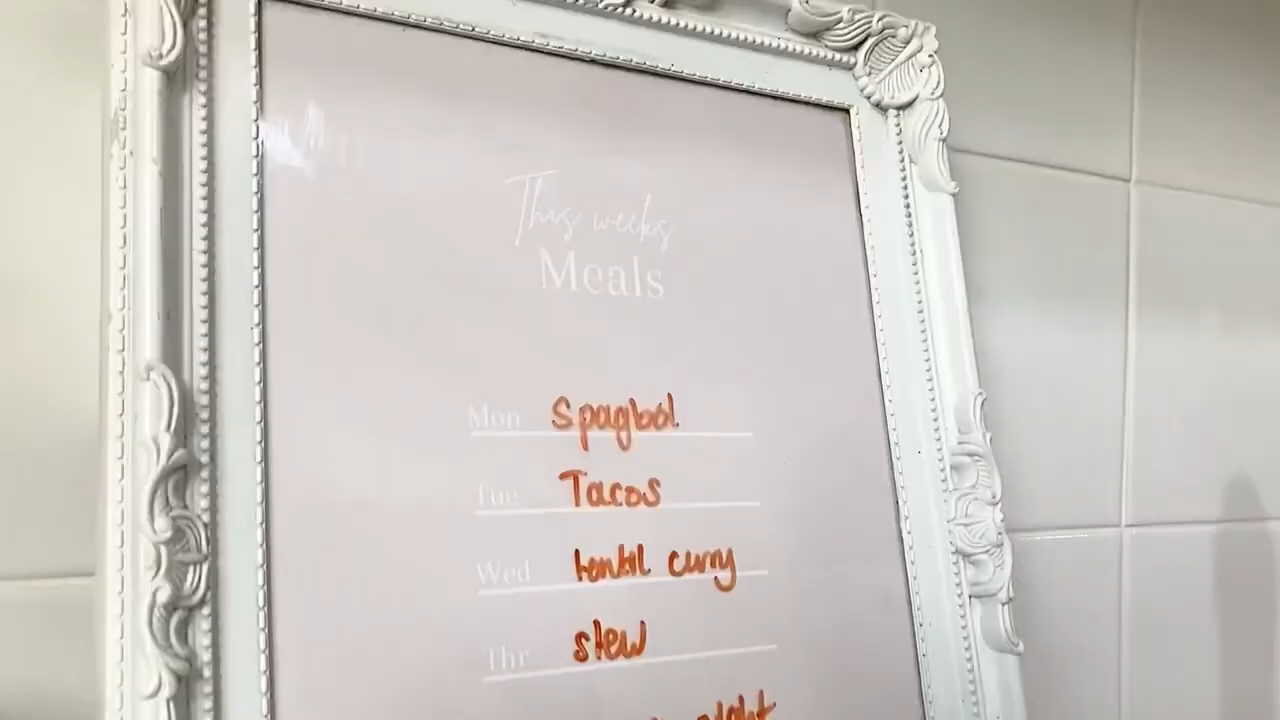 This weeks
Meals
Mon Spagbol
Tue Tacos
Wed lentil curry
Thr stew